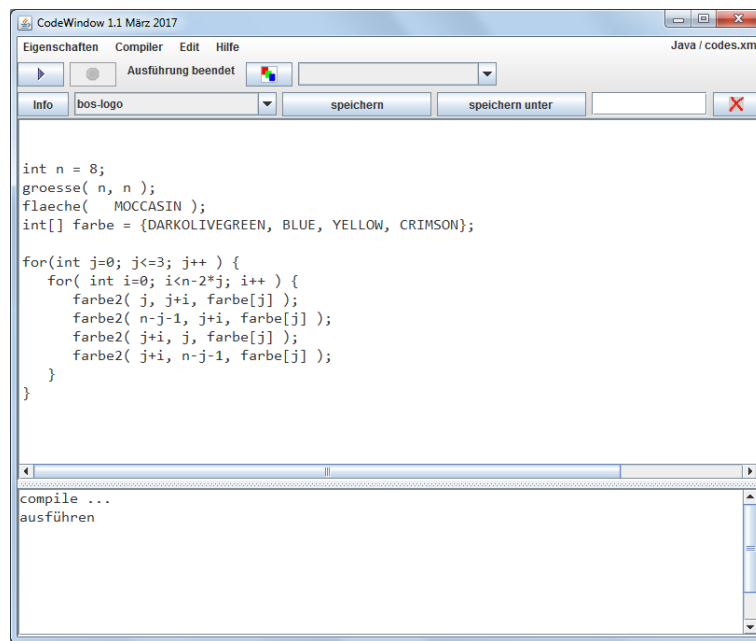 CodeWindow 1.1 März 2017
Eigenschaften Compiler Edit Hilfe Java / codes.xm
Ausführung beendet
Info bos-logo speichern speichern unter
int n = 8;
groesse( n, n );
flaeche(   MOCCASIN );
int[] farbe = {DARKOLIVEGREEN, BLUE, YELLOW, CRIMSON};
for(int j=0; j<=3; j++ ) {
   for( int i=0; i<n-2*j; i++ ) {
      farbe2( j, j+i, farbe[j] );
      farbe2( n-j-1, j+i, farbe[j] );
      farbe2( j+i, j, farbe[j] );
      farbe2( j+i, n-j-1, farbe[j] );
   }
}
compile ...
ausführen